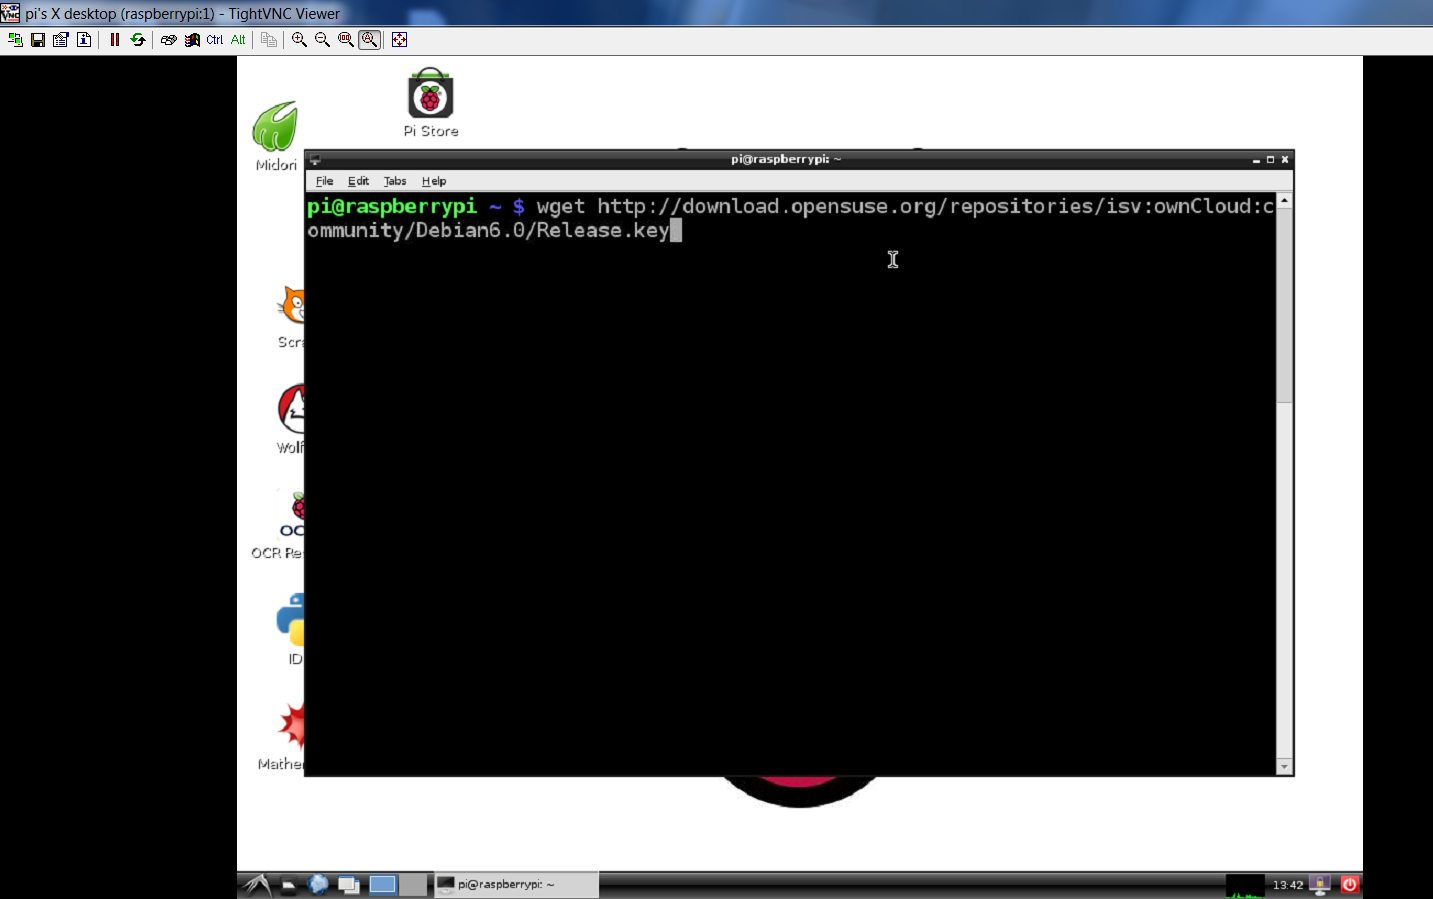 pi's X desktop (raspberrypi:1) - TightVNC Viewer
Ctrl Alt
Pi Store
Midori
pi@raspberrypi: ~
File Edit Tabs Help
pi@raspberrypi ~ $ wget http://download.opensuse.org/repositories/isv:ownCloud:c
ommunity/Debian6.0/Release.key
Scr
Wolf
OC
OCR Re
ID
Mathe
pi@raspberrypi: ~
13:42